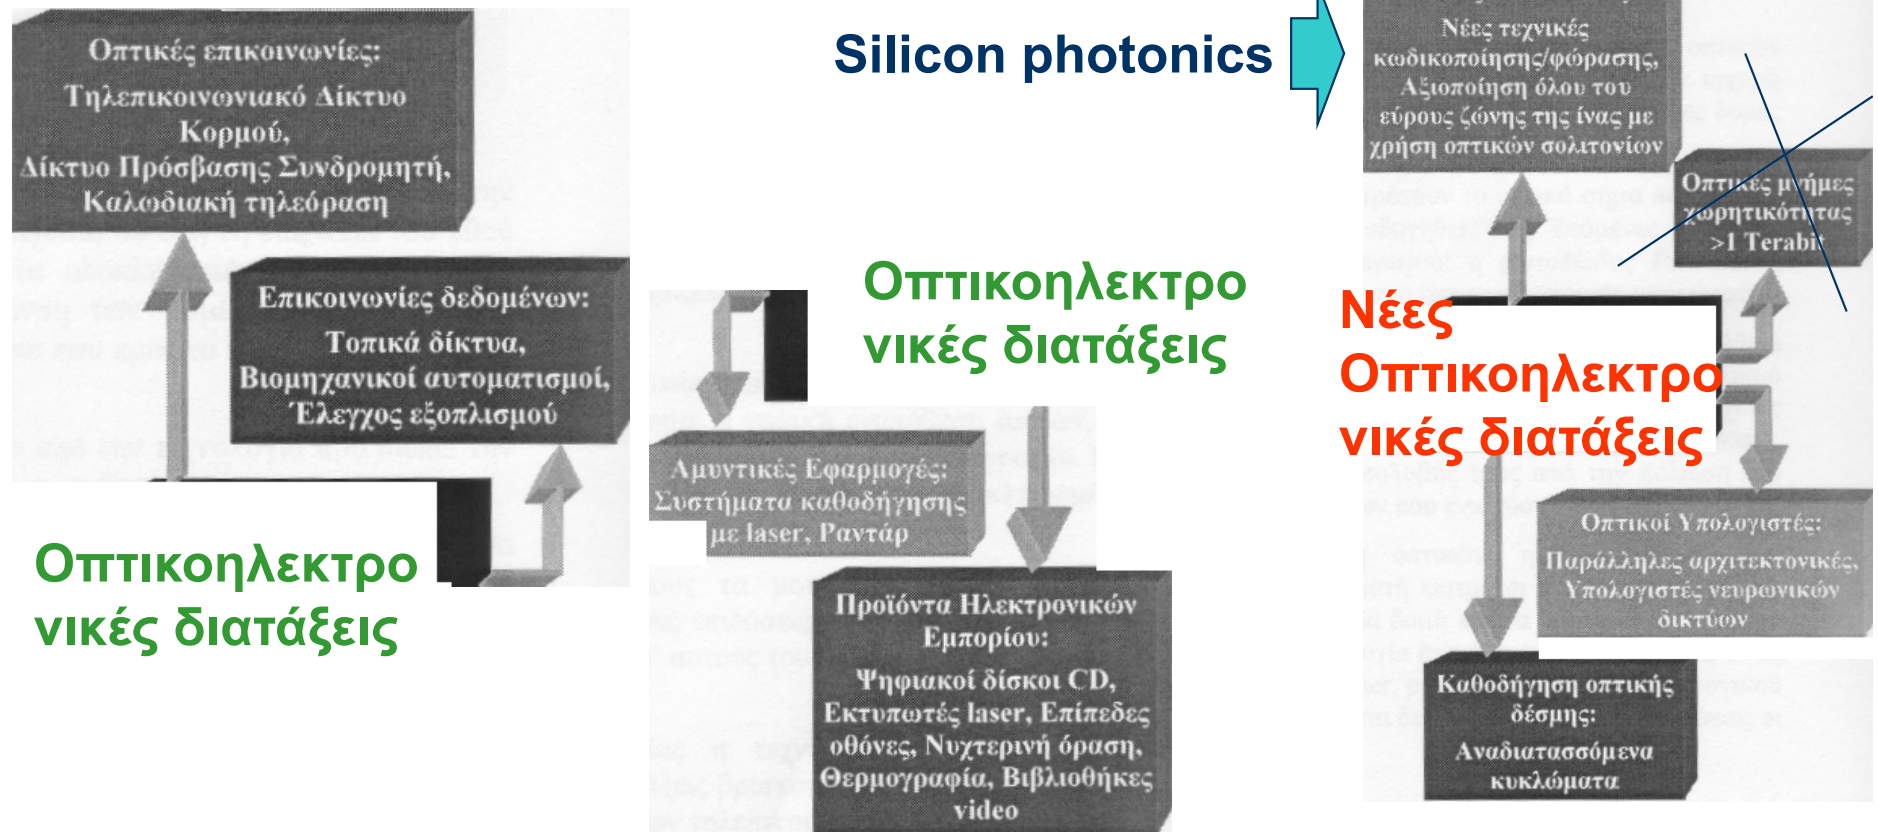 Οπτικές επικοινωνίες:
Τηλεπικοινωνιακό Δίκτυο
Κορμού,
Δίκτυο Πρόσβασης Συνδρομητή,
Καλωδιακή τηλεόραση
Επικοινωνίες δεδομένων:
Τοπικά δίκτυα,
Βιομηχανικοί αυτοματισμοί,
Έλεγχος εξοπλισμού
Οπτικοηλεκτρο
νικές διατάξεις
Silicon photonics
Οπτικοηλεκτρο
νικές διατάξεις
Αμυντικές Εφαρμογές:
Συστήματα καθοδήγησης
με laser, Ραντάρ
Προϊόντα Ηλεκτρονικών
Εμπορίου:
Ψηφιακοί δίσκοι CD,
Εκτυπωτές laser, Επίπεδες
οθόνες, Νυχτερινή όραση,
Θερμογραφία, Βιβλιοθήκες
video
Νέες τεχνικές
κωδικοποίησης/φώρασης,
Αξιοποίηση όλου του
εύρους ζώνης της ίνας με
χρήση οπτικών σολιτονίων
Οπτικές μνήμες
χωρητικότητας
>1 Terabit
Νέες
Οπτικοηλεκτρο
νικές διατάξεις
Οπτικοί Υπολογιστές:
Παράλληλες αρχιτεκτονικές,
Υπολογιστές νευρωνικών
δικτύων
Καθοδήγηση οπτικής
δέσμης:
Αναδιατασσόμενα
κυκλώματα